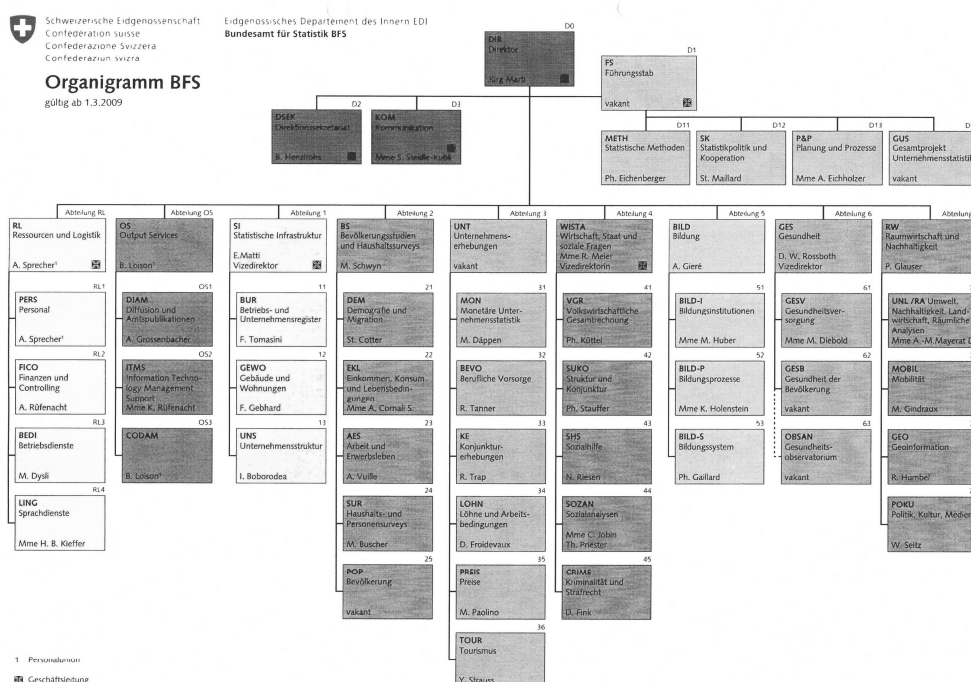 Schweizerische Eidgenossenschaft
Confédération suisse
Confederazione Svizzera
Confederaziun svizra
Eidgenössisches Departement des Innern EDI
Bundesamt für Statistik BFS
Organigramm BFS
gültig ab 1.3.2009
D0
DIR
Direktor
Jürg Marti
D1
FS
Führungsstab
vakant
D2
DSEK
Direktionssekretariat
B. Henzirohs
D3
KOM
Kommunikation
Mme S. Steidle-Kubli
D11
METH
Statistische Methoden
Ph. Eichenberger
D12
SK
Statistikpolitik und
Kooperation
St. Maillard
D13
P&P
Planung und Prozesse
Mme A. Eichholzer
D
GUS
Gesamtprojekt
Unternehmensstatistik
vakant
Abteilung RL
RL
Ressourcen und Logistik
A. Sprecher¹
RL1
PERS
Personal
A. Sprecher¹
RL2
FICO
Finanzen und
Controlling
A. Rüfenacht
RL3
BEDI
Betriebsdienste
M. Dysli
RL4
LING
Sprachdienste
Mme H. B. Kieffer
Abteilung OS
OS
Output Services
B. Loison¹
OS1
DIAM
Diffusion und
Amtspublikationen
A. Grossenbacher
OS2
ITMS
Information Techno-
logy Management
Support
Mme K. Rüfenacht
OS3
CODAM
B. Loison¹
Abteilung 1
SI
Statistische Infrastruktur
E.Matti
Vizedirektor
11
BUR
Betriebs- und
Unternehmensregister
F. Tomasini
12
GEWO
Gebäude und
Wohnungen
F. Gebhard
13
UNS
Unternehmensstruktur
I. Boborodea
Abteilung 2
BS
Bevölkerungsstudien
und Haushaltssurveys
M. Schwyn
21
DEM
Demografie und
Migration
St. Cotter
22
EKL
Einkommen, Konsum
und Lebensbedin-
gungen
Mme A. Cornali S.
23
AES
Arbeit und
Erwerbsleben
A. Vuille
24
SUR
Haushalts- und
Personensurveys
M. Buscher
25
POP
Bevölkerung
vakant
Abteilung 3
UNT
Unternehmens-
erhebungen
vakant
31
MON
Monetäre Unter-
nehmensstatistik
M. Däppen
32
BEVO
Berufliche Vorsorge
R. Tanner
33
KE
Konjunktur-
erhebungen
R. Trap
34
LOHN
Löhne und Arbeits-
bedingungen
D. Froidevaux
35
PREIS
Preise
M. Paolino
36
TOUR
Tourismus
Y. Strauss
Abteilung 4
WISTA
Wirtschaft, Staat und
soziale Fragen
Mme R. Meier
Vizedirektorin
41
VGR
Volkswirtschaftliche
Gesamtrechnung
Ph. Küttel
42
SUKO
Struktur und
Konjunktur
Ph. Stauffer
43
SHS
Sozialhilfe
N. Riesen
44
SOZAN
Sozialanalysen
Mme C. Jobin
Th. Priester
45
CRIME
Kriminalität und
Strafrecht
D. Fink
Abteilung 5
BILD
Bildung
A. Gieré
51
BILD-I
Bildungsinstitutionen
Mme M. Huber
52
BILD-P
Bildungsprozesse
Mme K. Holenstein
53
BILD-S
Bildungssystem
Ph. Gaillard
Abteilung 6
GES
Gesundheit
D. W. Rossboth
Vizedirektor
61
GESV
Gesundheitsver-
sorgung
Mme M. Diebold
62
GESB
Gesundheit der
Bevölkerung
vakant
63
OBSAN
Gesundheits-
observatorium
vakant
Abteilung
RW
Raumwirtschaft und
Nachhaltigkeit
P. Glauser
UNL /RA Umwelt,
Nachhaltigkeit, Land-
wirtschaft, Räumliche
Analysen
Mme A.-M.Mayerat D
MOBIL
Mobilität
M. Gindraux
GEO
Geoinformation
R. Humbel
POKU
Politik, Kultur, Medien
W. Seitz
1 Personalunion
Geschäftsleitung